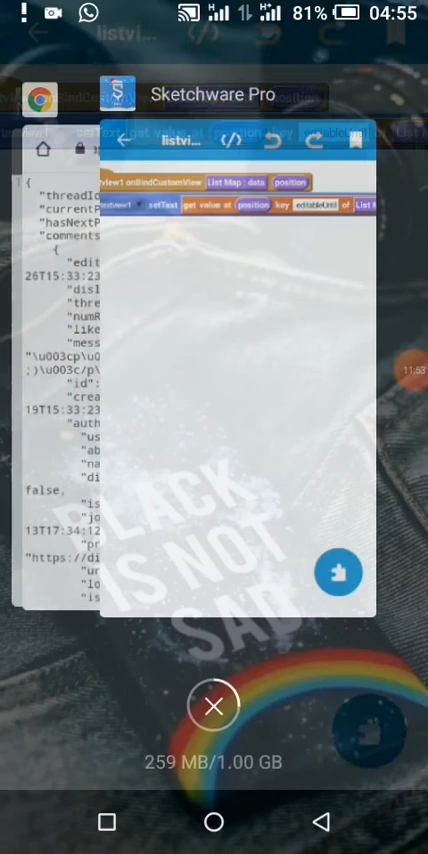 H H 81% 04:55
listvi...
Sketchware Pro
listvi... </>
view1 onBindCustomView List Map : data position
setText get value at position key editableUntil of List M
{
"threadId
"currentP
"hasNextP
"comments
{
"edit
26T15:33:23
"disl
"thre
"numR
"like
"mess
"\u003cp\u0
;)\u003c/p\
"id":
"crea
19T15:33:23
"auth
"us
"ab
"na
"di
false,
"is
"jo
13T17:34:12
"pr
"https://di
"ur
"lo
"is
11:53
BLACK
IS NOT
SAD
259 MB/1.00 GB